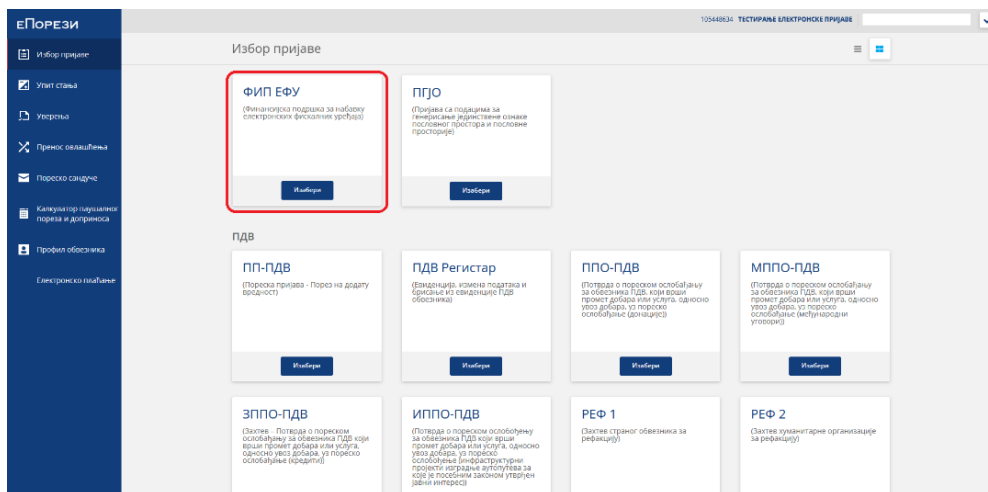 еПорези
105448634 ТЕСТИРАЊЕ ЕЛЕКТРОНСКЕ ПРИЈАВЕ
Избор пријаве
Избор пријаве
Упит стања
Уверења
Пренос овлашћења
Пореско сандуче
Калкулатор паушалног
пореза и доприноса
Профил обвезника
Електронско плаћање
ФИП ЕФУ
(Финансијска подршка за набавку
електронских фискалних уређаја)
Изабери
ПГЈО
(Пријава са подацима за
генерисање јединствене ознаке
пословног простора и пословне
просторије)
Изабери
ПДВ
ПП-ПДВ
(Пореска пријава - Порез на додату
вредност)
Изабери
ПДВ Регистар
(Евиденција, измена података и
брисање из евиденције ПДВ
обвезника)
Изабери
ППО-ПДВ
(Потврда о пореском ослобађању
за обвезника ПДВ, који врши
промет добара или услуга, односно
увоз добара, уз пореско
ослобађање (донације))
Изабери
МППО-ПДВ
(Потврда о пореском ослобађању
за обвезника ПДВ, који врши
промет добара или услуга, односно
увоз добара, уз пореско
ослобађање (међународни
уговори))
Изабери
ЗППО-ПДВ
(Захтев - Потврда о пореском
ослобађању за обвезника ПДВ који
врши промет добара или услуга,
односно увоз добара, уз пореско
ослобађање (кредити))
ИППО-ПДВ
(Потврда о пореском ослобођењу
за обвезника ПДВ који врши
промет добара или услуга, односно
увоз добара, уз пореско
ослобођење (инфраструктурни
пројекти изградње аутопутева за
које је посебним законом утврђен
јавни интерес))
РЕФ 1
(Захтев страног обвезника за
рефакцију)
РЕФ 2
(Захтев хуманитарне организације
за рефакцију)